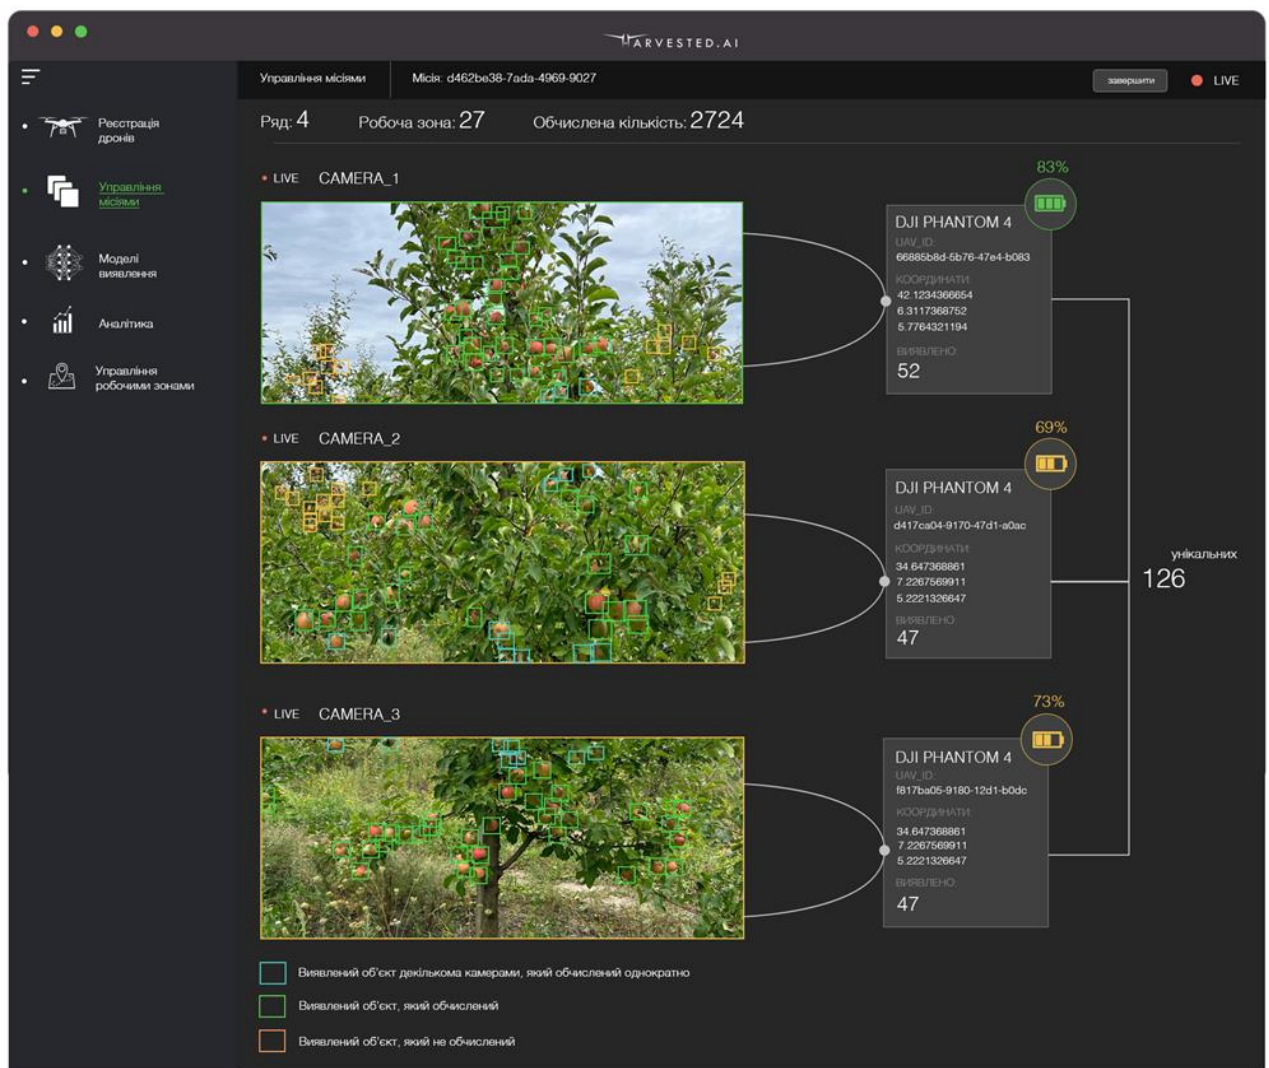 HARVESTED.AI
Управління місіями
Місія: d462be38-7ada-4969-9027
завершити
LIVE
Реєстрація
дронів
Управління
місіями
Моделі
виявлення
Аналітика
Управління
робочими зонами
Ряд: 4
Робоча зона: 27
Обчислена кількість: 2724
LIVE CAMERA_1
83%
DJI PHANTOM 4
UAV_ID:
66885b8d-5b76-47e4-b083
КООРДИНАТИ:
42.1234366654
6.3117368752
5.7764321194
ВИЯВЛЕНО:
52
LIVE CAMERA_2
69%
DJI PHANTOM 4
UAV_ID:
d417ca04-9170-47d1-a0ac
КООРДИНАТИ:
34.647368861
7.2267569911
5.2221326647
ВИЯВЛЕНО
47
унікальних
126
LIVE CAMERA_3
73%
DJI PHANTOM 4
UAV_ID:
f817ba05-9180-12d1-b0dc
КООРДИНАТИ:
34.647368861
7.2267569911
5.2221326647
ВИЯВЛЕНО:
47
Виявлений об'єкт декількома камерами, який обчислений однократно
Виявлений об'єкт, який обчислений
Виявлений об'єкт, який не обчислений